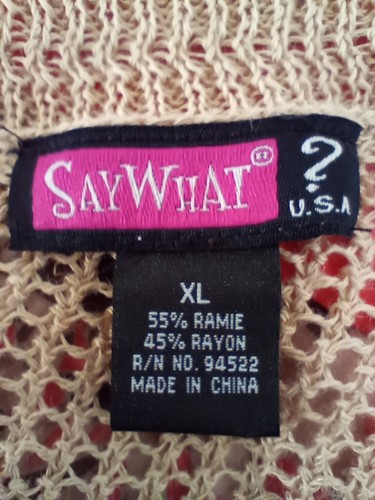 SAYWHAT® ?
U.S.A
XL
55% RAMIE
45% RAYON
R/N NO. 94522
MADE IN CHINA